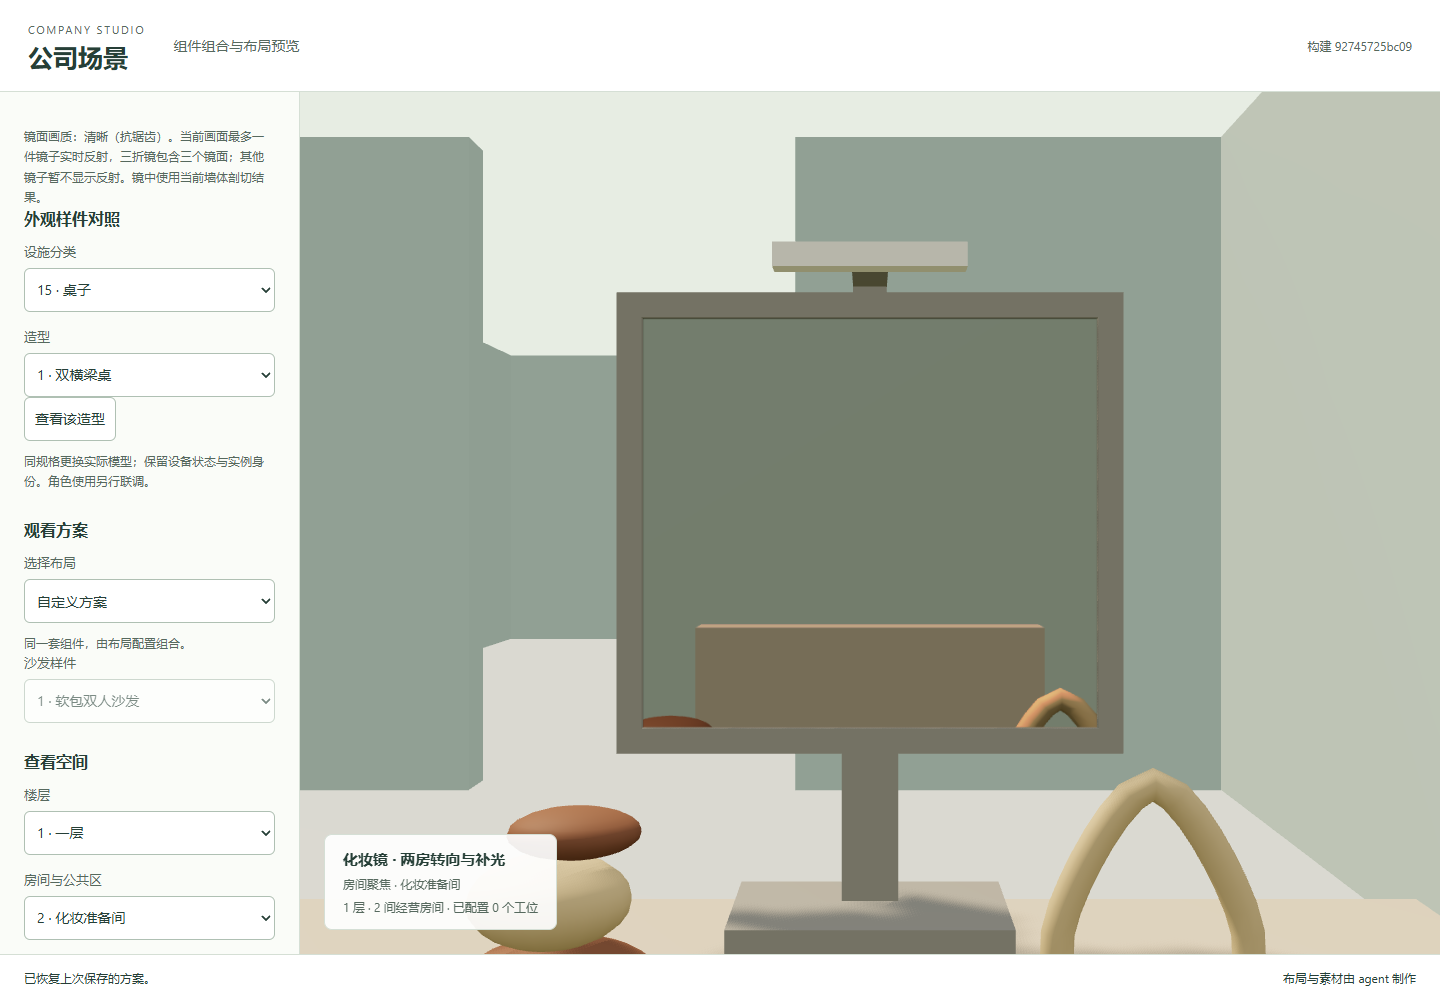 COMPANY STUDIO
公司场景
组件组合与布局预览
构建 92745725bc09
镜面画质：清晰（抗锯齿）。当前画面最多一
件镜子实时反射，三折镜包含三个镜面；其他
镜子暂不显示反射。镜中使用当前墙体剖切结
果。
外观样件对照
设施分类
15 · 桌子
造型
1 · 双横梁桌
查看该造型
同规格更换实际模型；保留设备状态与实例身
份。角色使用另行联调。
观看方案
选择布局
自定义方案
同一套组件，由布局配置组合。
沙发样件
1 · 软包双人沙发
查看空间
楼层
1 · 一层
房间与公共区
2 · 化妆准备间
化妆镜 · 两房转向与补光
房间聚焦 · 化妆准备间
1 层 · 2 间经营房间 · 已配置 0 个工位
已恢复上次保存的方案。
布局与素材由 agent 制作